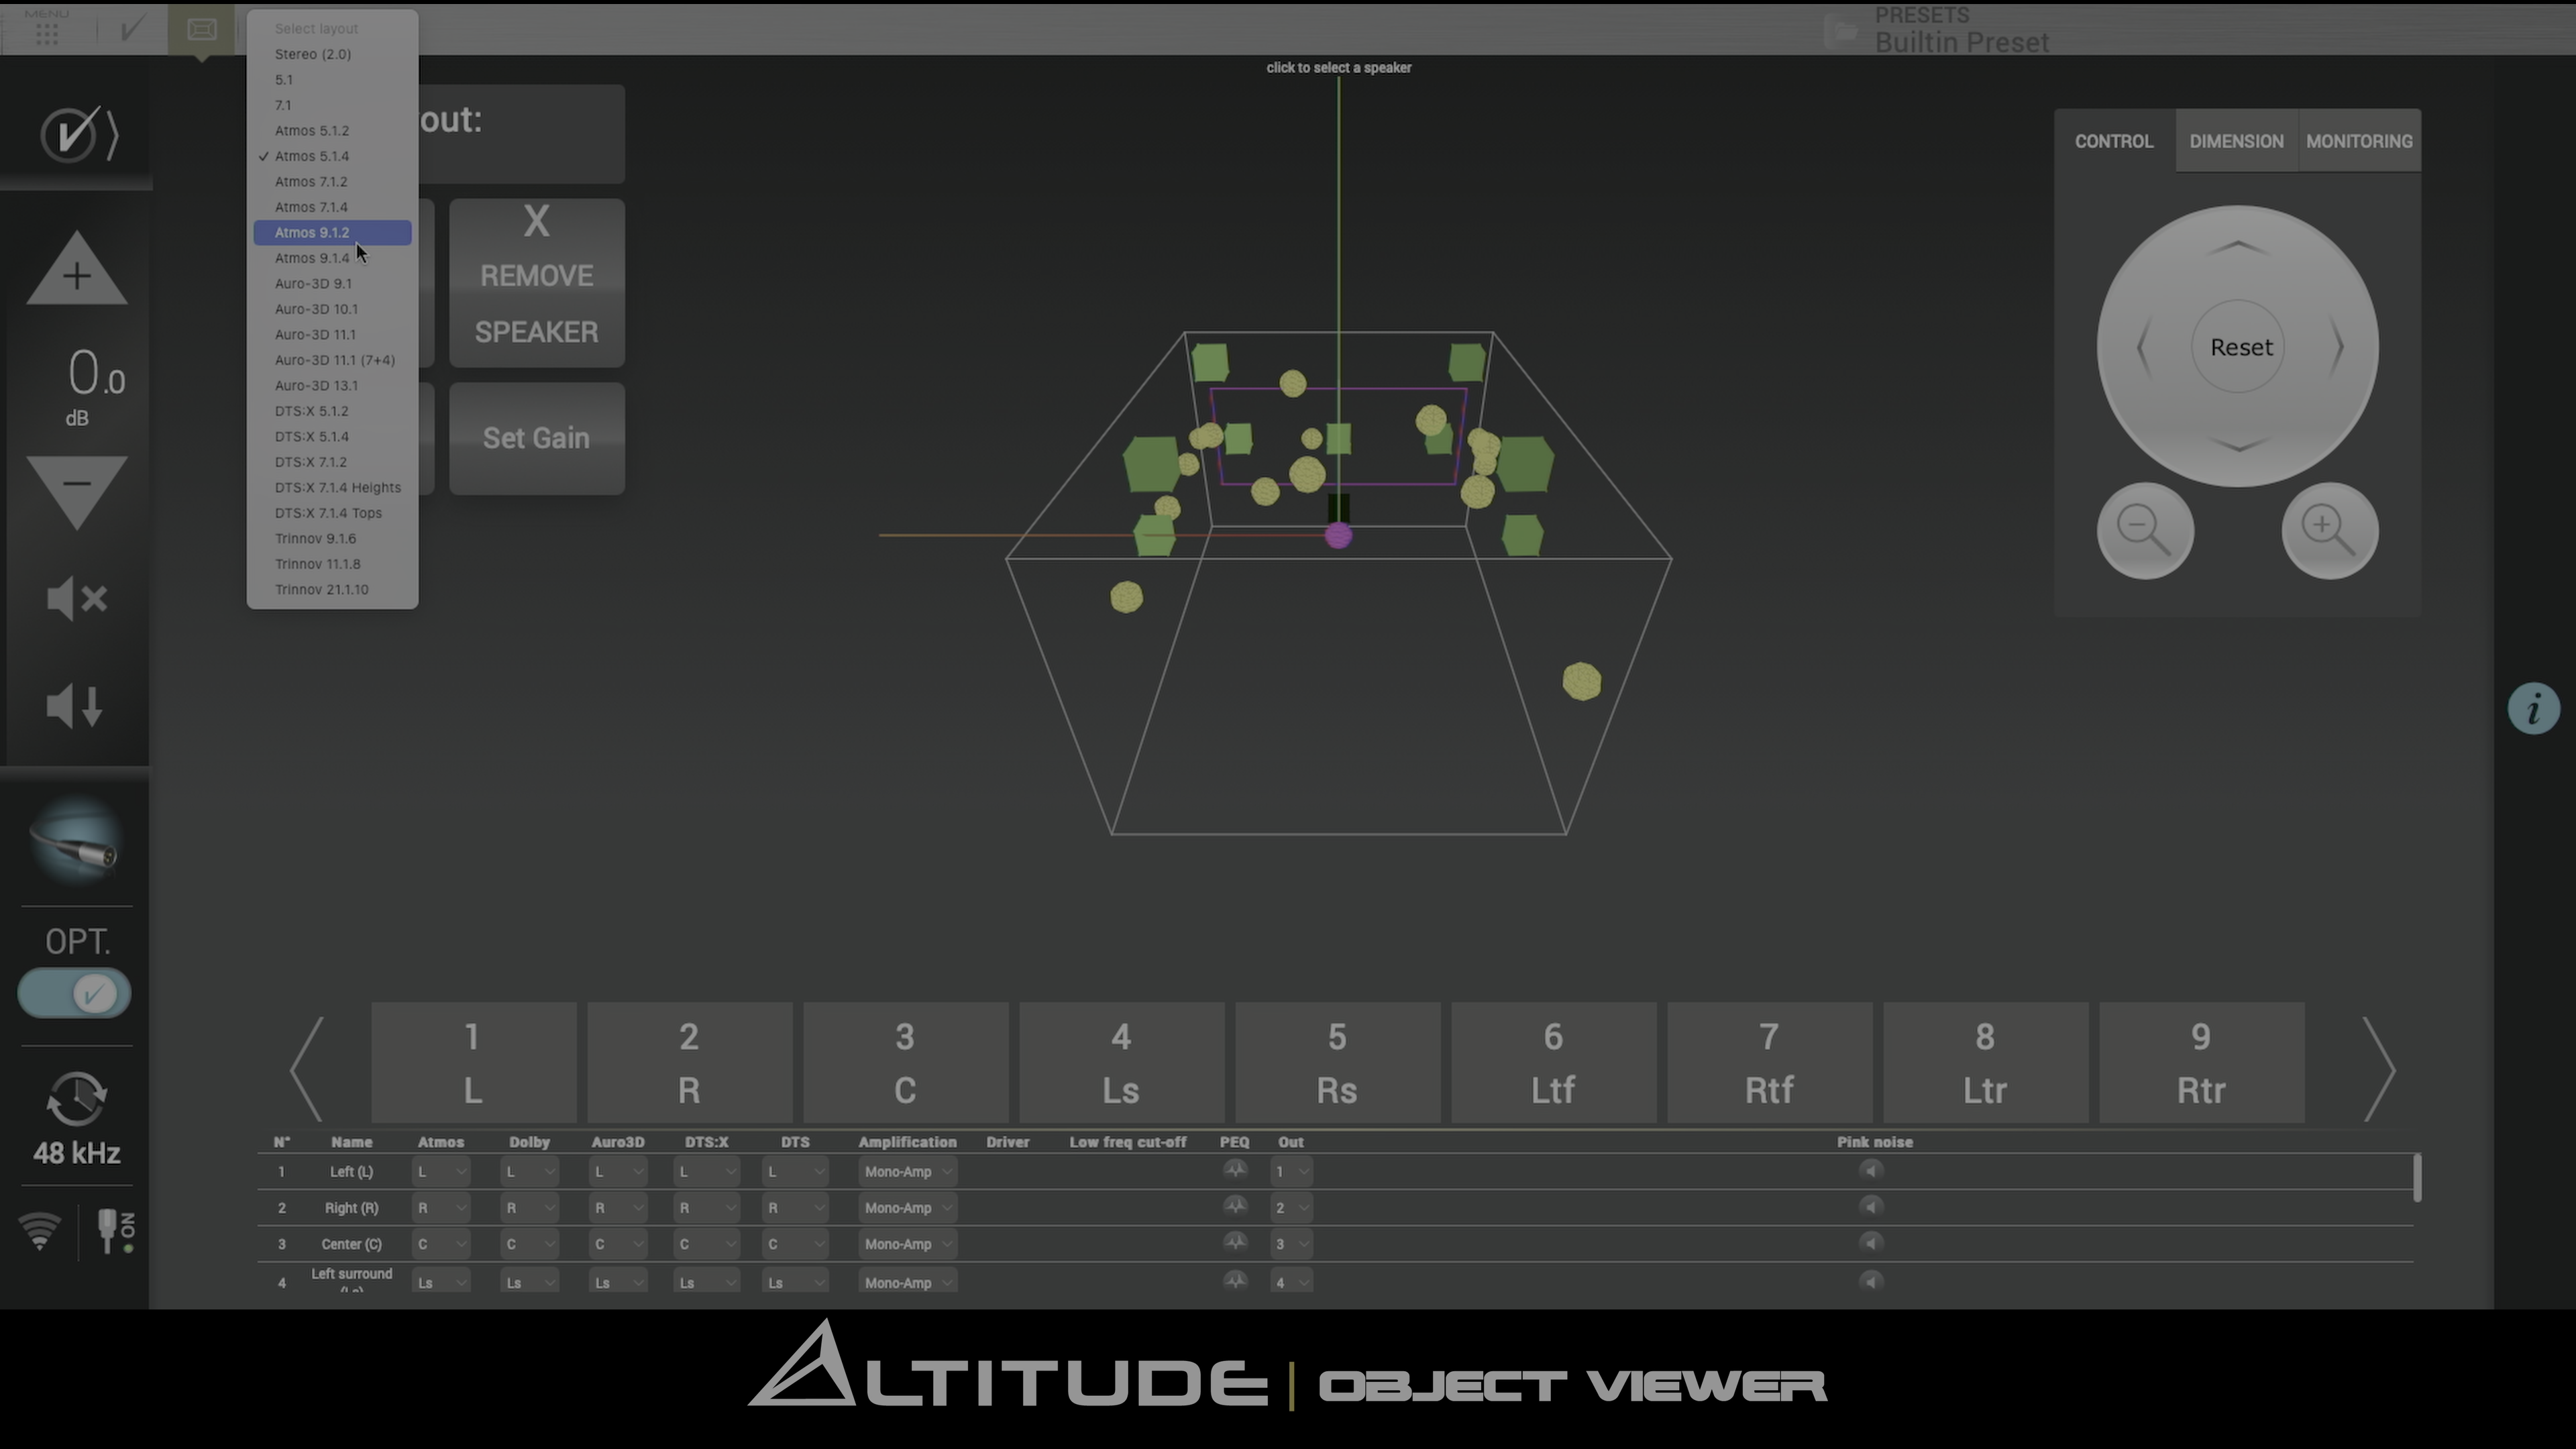 MENU
PRESETS
Builtin Preset
Select layout
Stereo (2.0)
5.1
7.1
Atmos 5.1.2
✓ Atmos 5.1.4
Atmos 7.1.2
Atmos 7.1.4
Atmos 9.1.2
Atmos 9.1.4
Auro-3D 9.1
Auro-3D 10.1
Auro-3D 11.1
Auro-3D 11.1 (7+4)
Auro-3D 13.1
DTS:X 5.1.2
DTS:X 5.1.4
DTS:X 7.1.2
DTS:X 7.1.4 Heights
DTS:X 7.1.4 Tops
Trinnov 9.1.6
Trinnov 11.1.8
Trinnov 21.1.10
out:
X
REMOVE
SPEAKER
Set Gain
click to select a speaker
CONTROL DIMENSION MONITORING
Reset
0.0
dB
OPT.
48 kHz
ON
i
1 2 3 4 5 6 7 8 9
L R C Ls Rs Ltf Rtf Ltr Rtr
N° Name Atmos Dolby Auro3D DTS:X DTS Amplification Driver Low freq cut-off PEQ Out Pink noise
1 Left (L) L L L L L Mono-Amp 1
2 Right (R) R R R R R Mono-Amp 2
3 Center (C) C C C C C Mono-Amp 3
4 Left surround (Ls) Ls Ls Ls Ls Ls Mono-Amp 4
ALTITUDE | OBJECT VIEWER